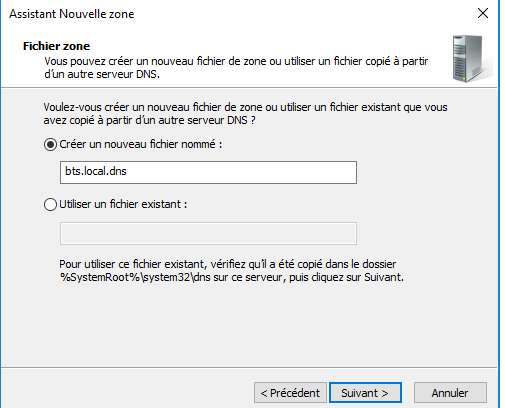 Assistant Nouvelle zone
Fichier zone
Vous pouvez créer un nouveau fichier de zone ou utiliser un fichier copié à partir
d'un autre serveur DNS.
Voulez-vous créer un nouveau fichier de zone ou utiliser un fichier existant que vous
avez copié à partir d'un autre serveur DNS ?
Créer un nouveau fichier nommé :
bts.local.dns
Utiliser un fichier existant :
Pour utiliser ce fichier existant, vérifiez qu'il a été copié dans le dossier
%SystemRoot%\system32\dns sur ce serveur, puis cliquez sur Suivant.
< Précédent Suivant > Annuler